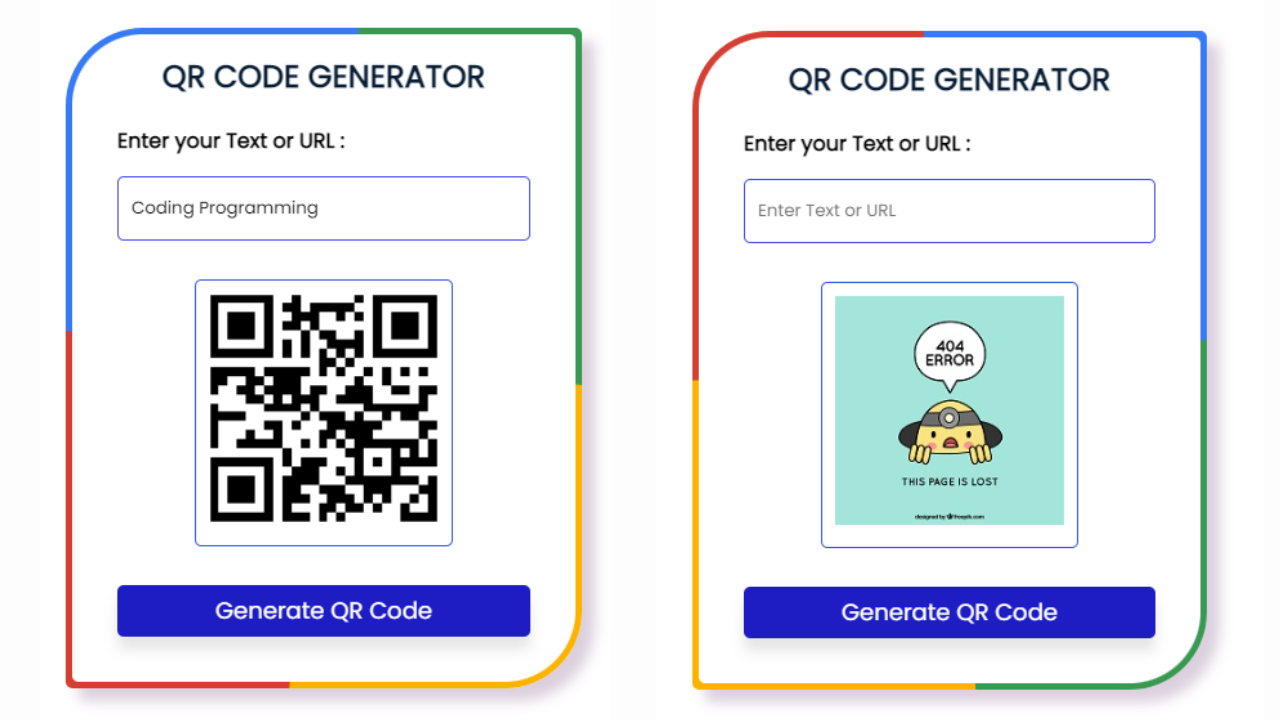 QR CODE GENERATOR
Enter your Text or URL :
Coding Programming
Generate QR Code
QR CODE GENERATOR
Enter your Text or URL :
Enter Text or URL
404
ERROR
THIS PAGE IS LOST
designed by freepik.com
Generate QR Code